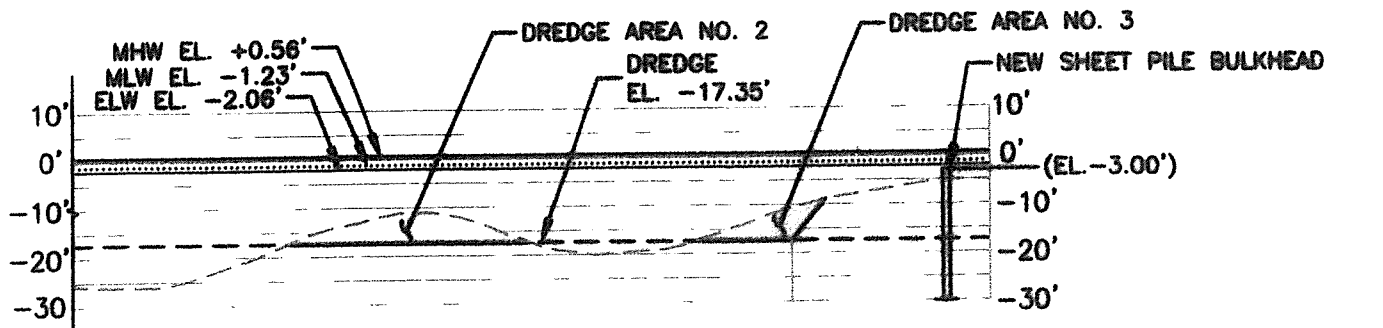 DREDGE AREA NO. 2
DREDGE AREA NO. 3
MHW EL. +0.56'
MLW EL. -1.23'
ELW EL. -2.06'
DREDGE
EL. -17.35'
NEW SHEET PILE BULKHEAD
10'
0'
-10'
-20'
-30
10'
0'
(EL.-3.00')
-10'
-20'
-30'